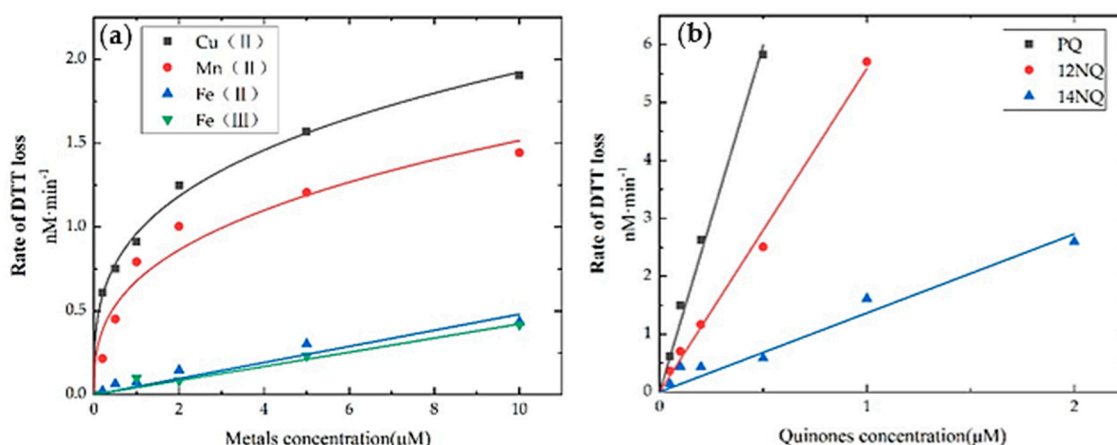 (a)
Cu （II）
Mn （II）
Fe （II）
Fe （III）
Rate of DTT loss
nM·min-1
2.0
1.5
1.0
0.5
0.0
0
2
4
6
8
10
Metals concentration(μM)
(b)
PQ
12NQ
14NQ
Rate of DTT loss
nM·min-1
6
5
4
3
2
1
0
0
1
2
Quinones concentration(μM)